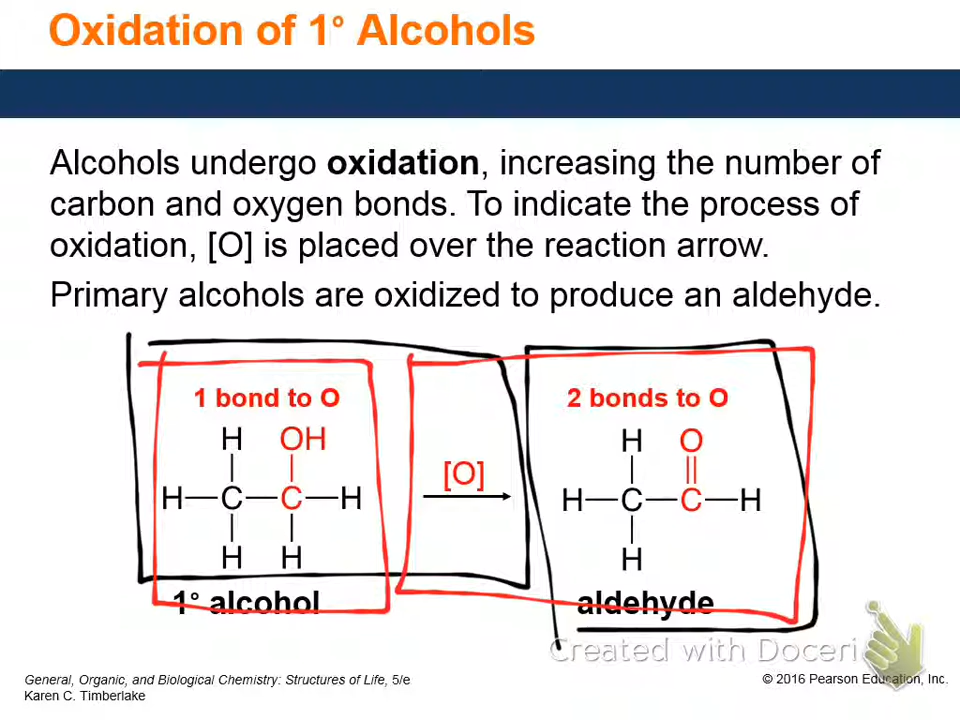 Oxidation of 1° Alcohols
Alcohols undergo oxidation, increasing the number of
carbon and oxygen bonds. To indicate the process of
oxidation, [O] is placed over the reaction arrow.
Primary alcohols are oxidized to produce an aldehyde.
1 bond to O
H OH
H—C—C—H
H H
1° alcohol
[O]
2 bonds to O
H O
H—C—C—H
H
aldehyde
Created with Doceri
General, Organic, and Biological Chemistry: Structures of Life, 5/e
Karen C. Timberlake
© 2016 Pearson Education, Inc.